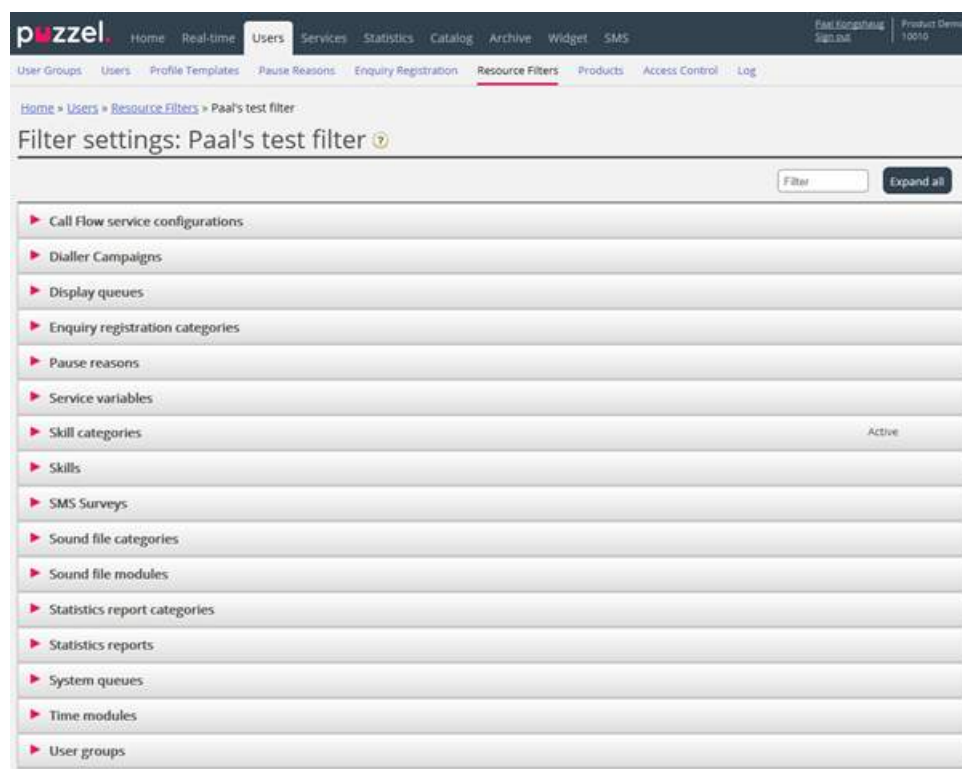 puzzel. Home Real-time Users Services Statistics Catalog Archive Widget SMS
Paal Kongshaug Product Demo
Sign out 10010
User Groups Users Profile Templates Pause Reasons Enquiry Registration Resource Filters Products Access Control Log
Home » Users » Resource Filters » Paal's test filter
Filter settings: Paal's test filter ?
Filter Expand all
Call Flow service configurations
Dialler Campaigns
Display queues
Enquiry registration categories
Pause reasons
Service variables
Skill categories Active
Skills
SMS Surveys
Sound file categories
Sound file modules
Statistics report categories
Statistics reports
System queues
Time modules
User groups